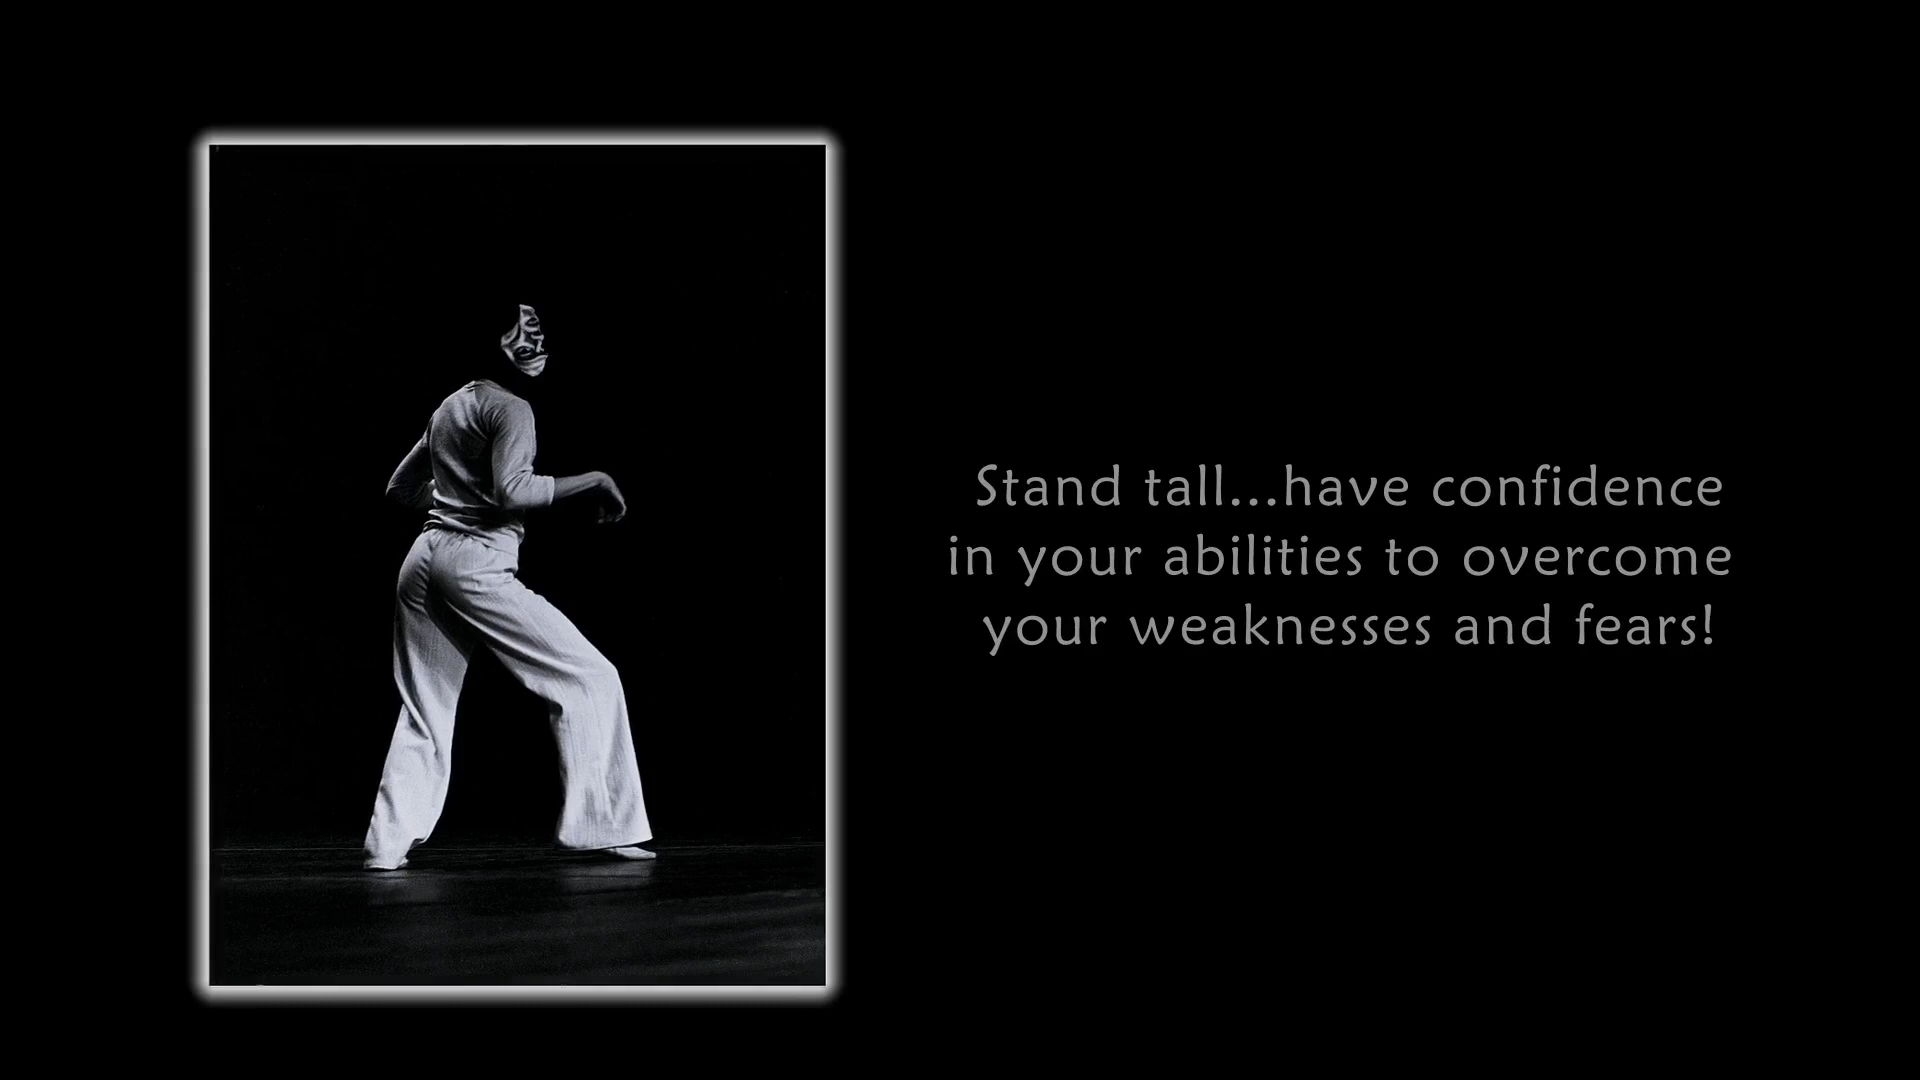 Stand tall...have confidence
in your abilities to overcome
your weaknesses and fears!